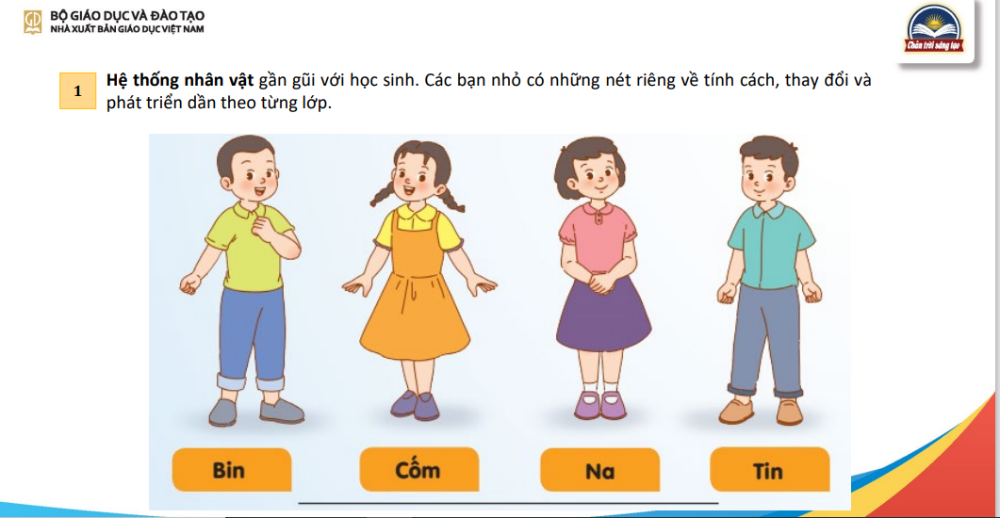 BỘ GIÁO DỤC VÀ ĐÀO TẠO
NHÀ XUẤT BẢN GIÁO DỤC VIỆT NAM
Chân trời sáng tạo
1
Hệ thống nhân vật gần gũi với học sinh. Các bạn nhỏ có những nét riêng về tính cách, thay đổi và
phát triển dần theo từng lớp.
Bin
Cốm
Na
Tin